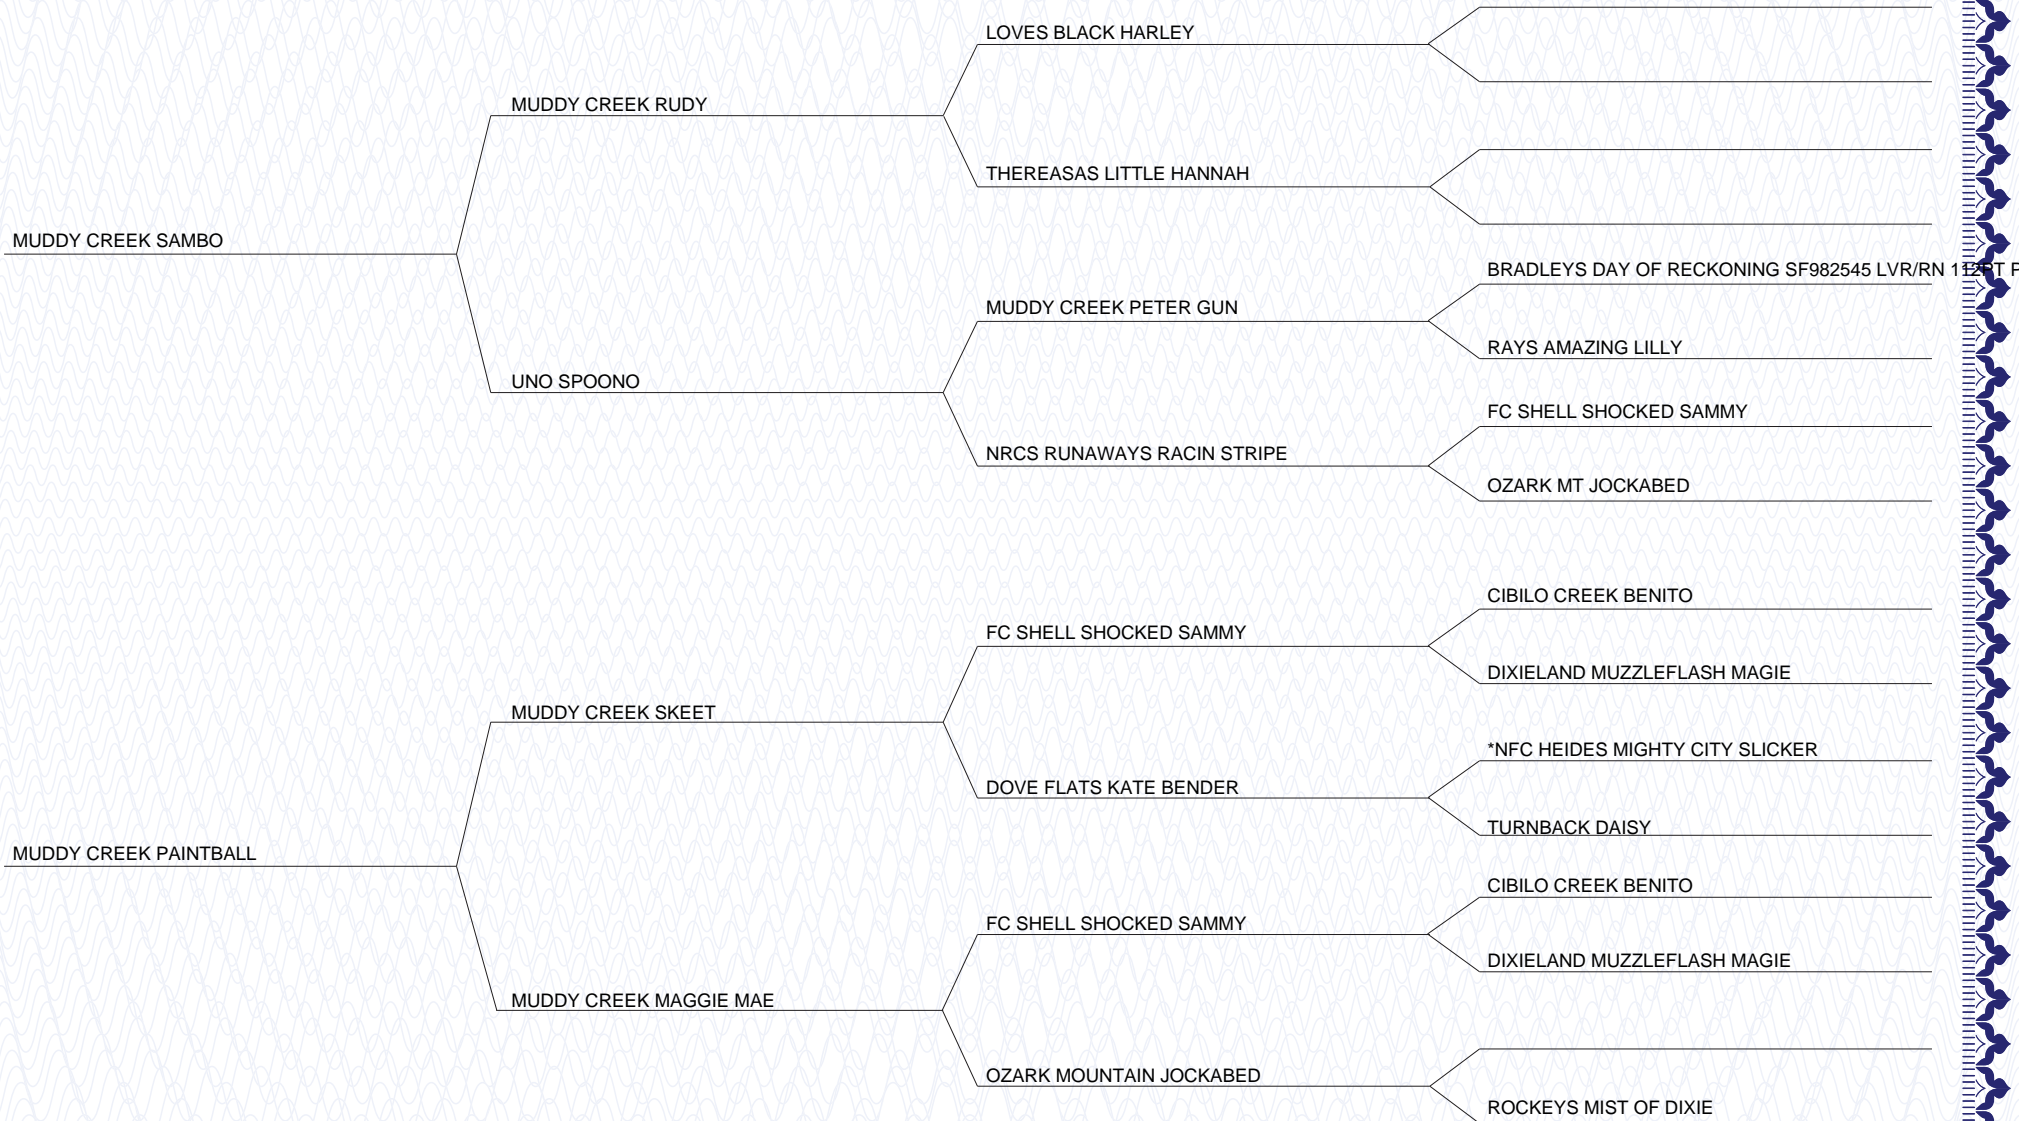 LOVES BLACK HARLEY
MUDDY CREEK RUDY
THEREASAS LITTLE HANNAH
MUDDY CREEK SAMBO
BRADLEYS DAY OF RECKONING SF982545 LVR/RN 112PT P
MUDDY CREEK PETER GUN
RAYS AMAZING LILLY
UNO SPOONO
FC SHELL SHOCKED SAMMY
NRCS RUNAWAYS RACIN STRIPE
OZARK MT JOCKABED
CIBILO CREEK BENITO
FC SHELL SHOCKED SAMMY
DIXIELAND MUZZLEFLASH MAGIE
MUDDY CREEK SKEET
*NFC HEIDES MIGHTY CITY SLICKER
DOVE FLATS KATE BENDER
TURNBACK DAISY
MUDDY CREEK PAINTBALL
CIBILO CREEK BENITO
FC SHELL SHOCKED SAMMY
DIXIELAND MUZZLEFLASH MAGIE
MUDDY CREEK MAGGIE MAE
OZARK MOUNTAIN JOCKABED
ROCKEYS MIST OF DIXIE